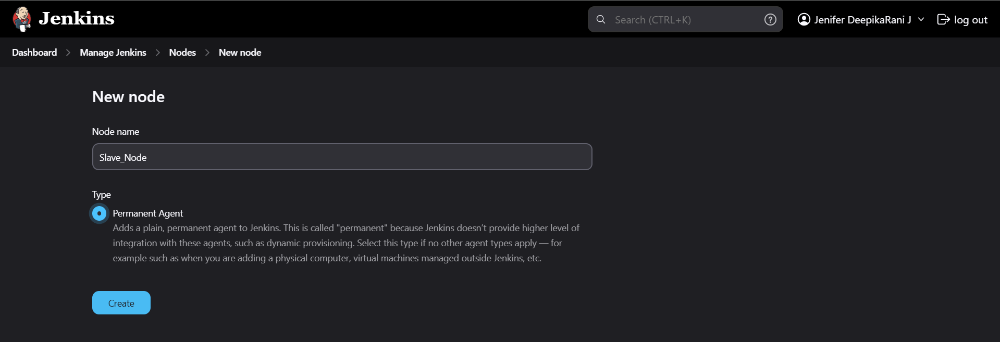 Jenkins
Search (CTRL+K)
?
Jenifer DeepikaRani J
log out
Dashboard
Manage Jenkins
Nodes
New node
New node
Node name
Slave_Node
Type
Permanent Agent
Adds a plain, permanent agent to Jenkins. This is called "permanent" because Jenkins doesn’t provide higher level of
integration with these agents, such as dynamic provisioning. Select this type if no other agent types apply — for
example such as when you are adding a physical computer, virtual machines managed outside Jenkins, etc.
Create